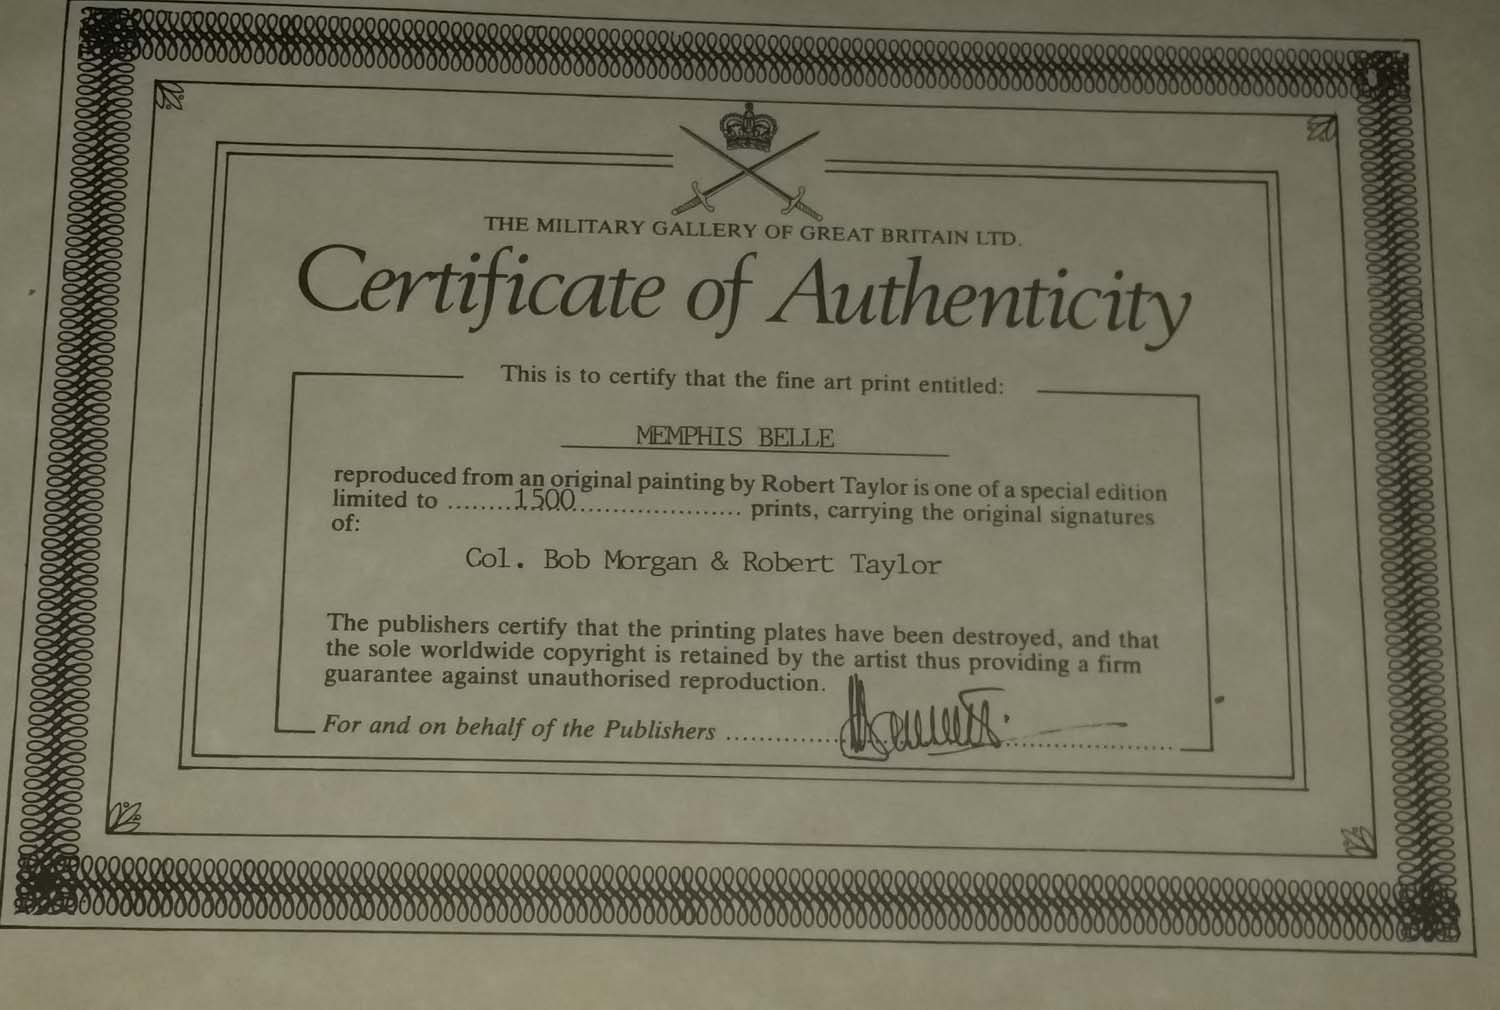 THE MILITARY GALLERY OF GREAT BRITAIN LTD.
Certificate of Authenticity
This is to certify that the fine art print entitled:
MEMPHIS BELLE
reproduced from an original painting by Robert Taylor is one of a special edition
limited to ........1500...................... prints, carrying the original signatures
of:
Col. Bob Morgan & Robert Taylor
The publishers certify that the printing plates have been destroyed, and that
the sole worldwide copyright is retained by the artist thus providing a firm
guarantee against unauthorised reproduction.
For and on behalf of the Publishers ....................................